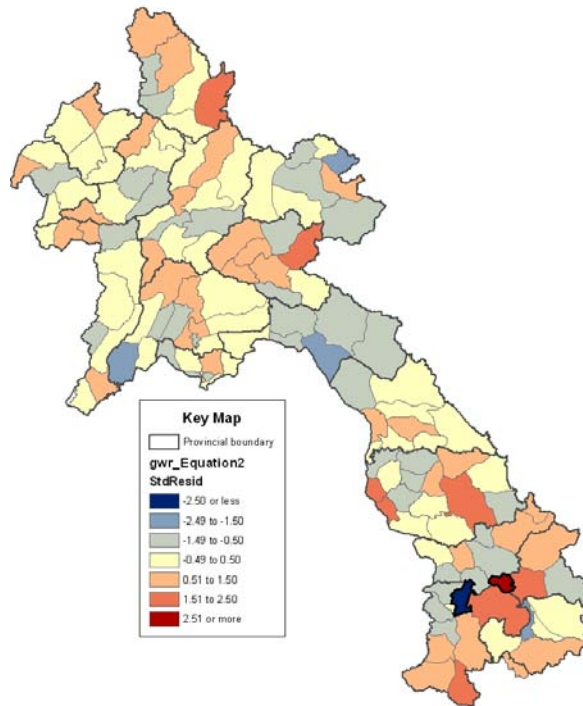 Key Map
Provincial boundary
gwr_Equation2
StdResid
-2.50 or less
-2.49 to -1.50
-1.49 to -0.50
-0.49 to 0.50
0.51 to 1.50
1.51 to 2.50
2.51 or more